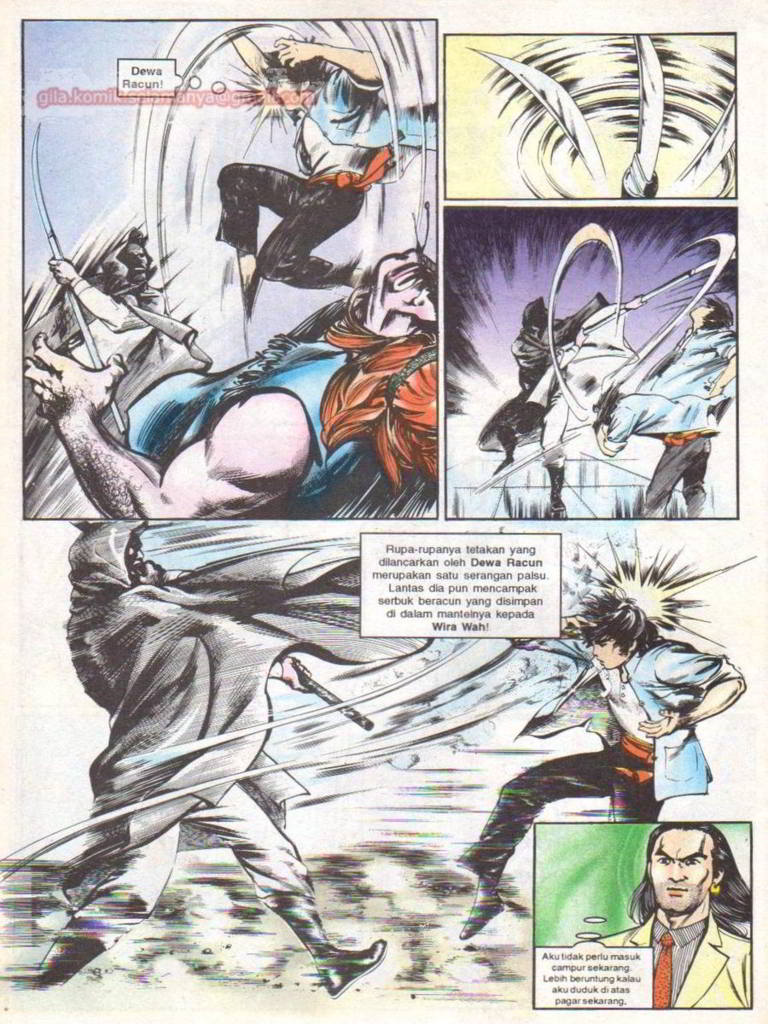 Dewa
Racun!
Rupa-rupanya tetakan yang
dilancarkan oleh Dewa Racun
merupakan satu serangan palsu.
Lantas dia pun mencampak
serbuk beracun yang disimpan
di dalam mantelnya kepada
Wira Wah!
Aku tidak perlu masuk
campur sekarang.
Lebih beruntung kalau
aku duduk di atas
pagar sekarang.